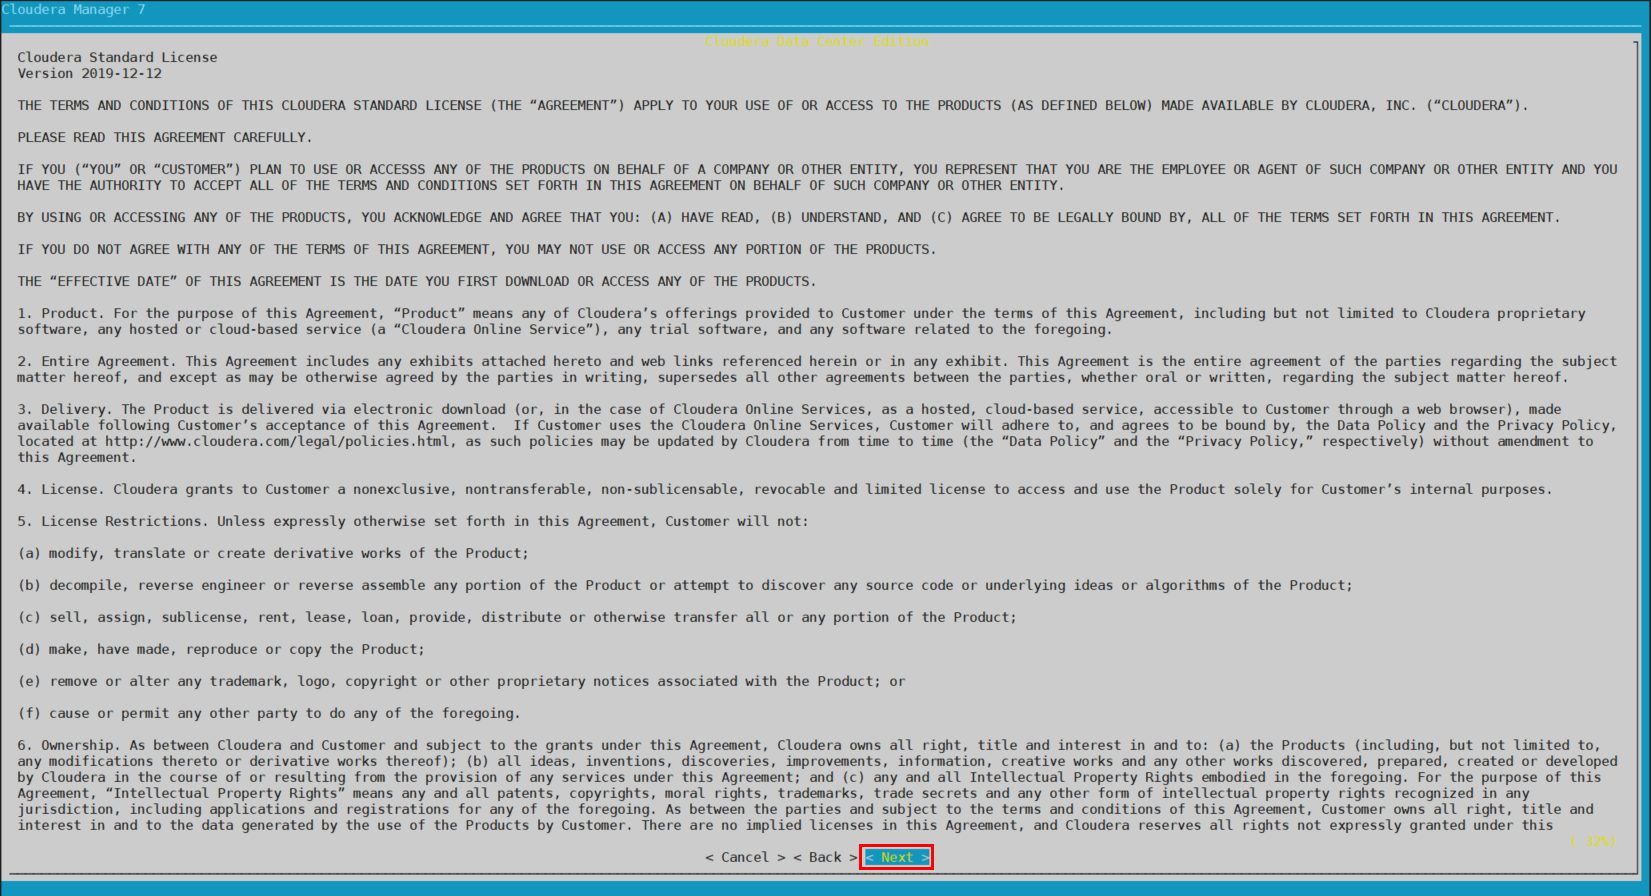 Cloudera Manager 7
Cloudera Data Center Edition
Cloudera Standard License
Version 2019-12-12
THE TERMS AND CONDITIONS OF THIS CLOUDERA STANDARD LICENSE (THE “AGREEMENT”) APPLY TO YOUR USE OF OR ACCESS TO THE PRODUCTS (AS DEFINED BELOW) MADE AVAILABLE BY CLOUDERA, INC. (“CLOUDERA”).
PLEASE READ THIS AGREEMENT CAREFULLY.
IF YOU (“YOU” OR “CUSTOMER”) PLAN TO USE OR ACCESSS ANY OF THE PRODUCTS ON BEHALF OF A COMPANY OR OTHER ENTITY, YOU REPRESENT THAT YOU ARE THE EMPLOYEE OR AGENT OF SUCH COMPANY OR OTHER ENTITY AND YOU
HAVE THE AUTHORITY TO ACCEPT ALL OF THE TERMS AND CONDITIONS SET FORTH IN THIS AGREEMENT ON BEHALF OF SUCH COMPANY OR OTHER ENTITY.
BY USING OR ACCESSING ANY OF THE PRODUCTS, YOU ACKNOWLEDGE AND AGREE THAT YOU: (A) HAVE READ, (B) UNDERSTAND, AND (C) AGREE TO BE LEGALLY BOUND BY, ALL OF THE TERMS SET FORTH IN THIS AGREEMENT.
IF YOU DO NOT AGREE WITH ANY OF THE TERMS OF THIS AGREEMENT, YOU MAY NOT USE OR ACCESS ANY PORTION OF THE PRODUCTS.
THE “EFFECTIVE DATE” OF THIS AGREEMENT IS THE DATE YOU FIRST DOWNLOAD OR ACCESS ANY OF THE PRODUCTS.
1. Product. For the purpose of this Agreement, “Product” means any of Cloudera’s offerings provided to Customer under the terms of this Agreement, including but not limited to Cloudera proprietary
software, any hosted or cloud-based service (a “Cloudera Online Service”), any trial software, and any software related to the foregoing.
2. Entire Agreement. This Agreement includes any exhibits attached hereto and web links referenced herein or in any exhibit. This Agreement is the entire agreement of the parties regarding the subject
matter hereof, and except as may be otherwise agreed by the parties in writing, supersedes all other agreements between the parties, whether oral or written, regarding the subject matter hereof.
3. Delivery. The Product is delivered via electronic download (or, in the case of Cloudera Online Services, as a hosted, cloud-based service, accessible to Customer through a web browser), made
available following Customer’s acceptance of this Agreement.  If Customer uses the Cloudera Online Services, Customer will adhere to, and agrees to be bound by, the Data Policy and the Privacy Policy,
located at http://www.cloudera.com/legal/policies.html, as such policies may be updated by Cloudera from time to time (the “Data Policy” and the “Privacy Policy,” respectively) without amendment to
this Agreement.
4. License. Cloudera grants to Customer a nonexclusive, nontransferable, non-sublicensable, revocable and limited license to access and use the Product solely for Customer’s internal purposes.
5. License Restrictions. Unless expressly otherwise set forth in this Agreement, Customer will not:
(a) modify, translate or create derivative works of the Product;
(b) decompile, reverse engineer or reverse assemble any portion of the Product or attempt to discover any source code or underlying ideas or algorithms of the Product;
(c) sell, assign, sublicense, rent, lease, loan, provide, distribute or otherwise transfer all or any portion of the Product;
(d) make, have made, reproduce or copy the Product;
(e) remove or alter any trademark, logo, copyright or other proprietary notices associated with the Product; or
(f) cause or permit any other party to do any of the foregoing.
6. Ownership. As between Cloudera and Customer and subject to the grants under this Agreement, Cloudera owns all right, title and interest in and to: (a) the Products (including, but not limited to,
any modifications thereto or derivative works thereof); (b) all ideas, inventions, discoveries, improvements, information, creative works and any other works discovered, prepared, created or developed
by Cloudera in the course of or resulting from the provision of any services under this Agreement; and (c) any and all Intellectual Property Rights embodied in the foregoing. For the purpose of this
Agreement, “Intellectual Property Rights” means any and all patents, copyrights, moral rights, trademarks, trade secrets and any other form of intellectual property rights recognized in any
jurisdiction, including applications and registrations for any of the foregoing. As between the parties and subject to the terms and conditions of this Agreement, Customer owns all right, title and
interest in and to the data generated by the use of the Products by Customer. There are no implied licenses in this Agreement, and Cloudera reserves all rights not expressly granted under this
( 32%)
< Cancel > < Back > < Next >